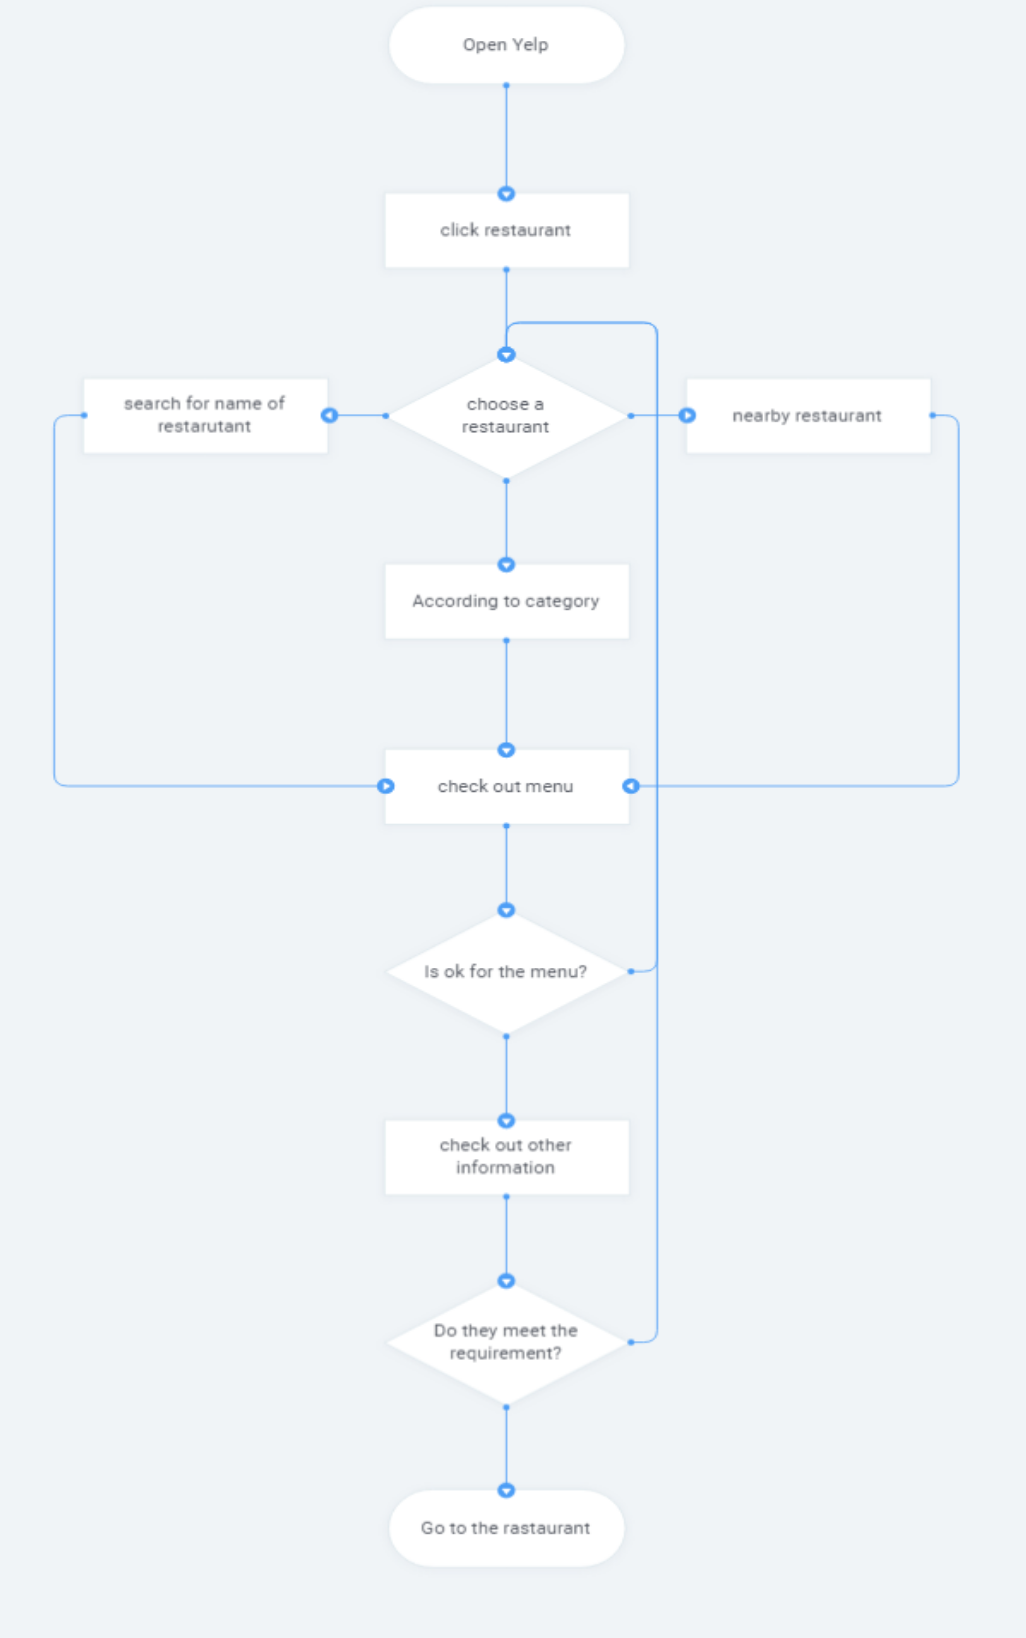 Open Yelp
click restaurant
search for name of
restarutant
choose a
restaurant
nearby restaurant
According to category
check out menu
Is ok for the menu?
check out other
information
Do they meet the
requirement?
Go to the rastaurant